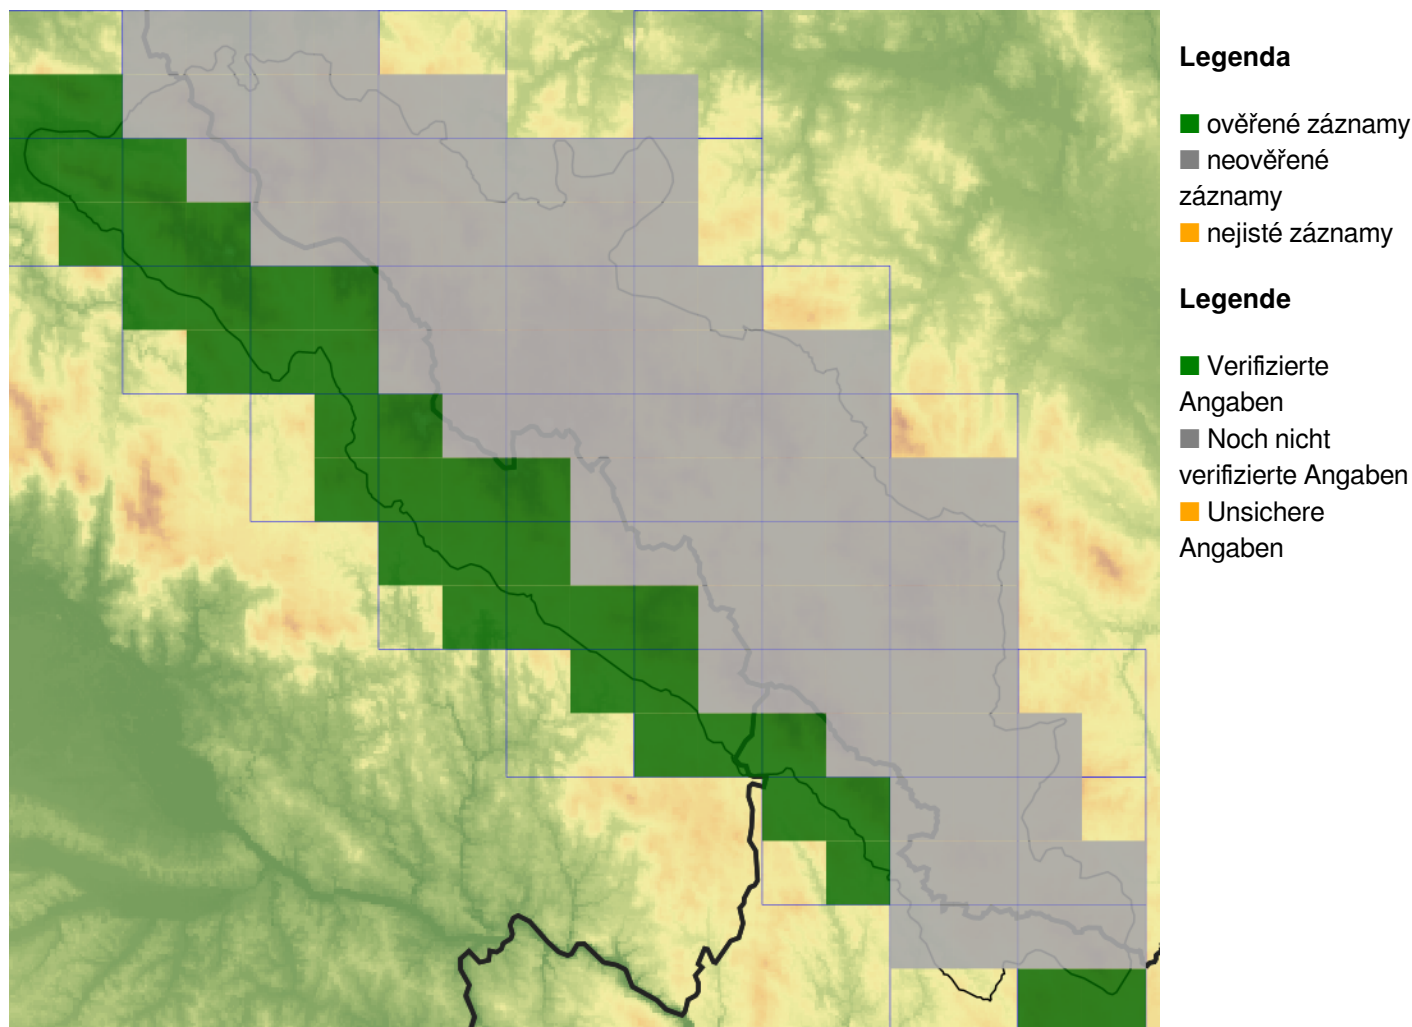 Legenda
ověřené záznamy
neověřené
záznamy
nejisté záznamy
Legende
Verifizierte
Angaben
Noch nicht
verifizierte Angaben
Unsichere
Angaben